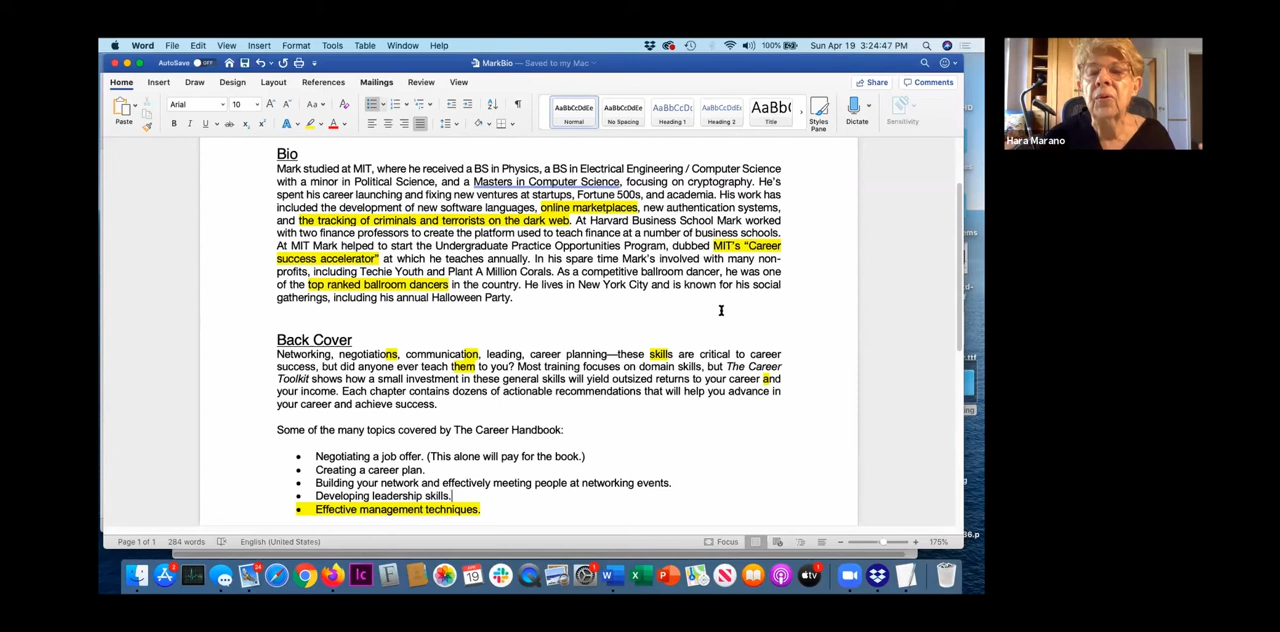 Word File Edit View Insert Format Tools Table Window Help 100% Sun Apr 19 3:24:47 PM
AutoSave OFF MarkBio — Saved to my Mac
Home Insert Draw Design Layout References Mailings Review View Share Comments
Arial 10
Paste
AaBbCcDdEe AaBbCcDdEe AaBbCcDc AaBbCcDdEe AaBb(
Normal No Spacing Heading 1 Heading 2 Title Styles Pane Dictate Sensitivity
Hara Marano
Bio
Mark studied at MIT, where he received a BS in Physics, a BS in Electrical Engineering / Computer Science
with a minor in Political Science, and a Masters in Computer Science, focusing on cryptography. He's
spent his career launching and fixing new ventures at startups, Fortune 500s, and academia. His work has
included the development of new software languages, online marketplaces, new authentication systems,
and the tracking of criminals and terrorists on the dark web. At Harvard Business School Mark worked
with two finance professors to create the platform used to teach finance at a number of business schools.
At MIT Mark helped to start the Undergraduate Practice Opportunities Program, dubbed MIT's “Career
success accelerator” at which he teaches annually. In his spare time Mark's involved with many non-
profits, including Techie Youth and Plant A Million Corals. As a competitive ballroom dancer, he was one
of the top ranked ballroom dancers in the country. He lives in New York City and is known for his social
gatherings, including his annual Halloween Party.
Back Cover
Networking, negotiations, communication, leading, career planning—these skills are critical to career
success, but did anyone ever teach them to you? Most training focuses on domain skills, but The Career
Toolkit shows how a small investment in these general skills will yield outsized returns to your career and
your income. Each chapter contains dozens of actionable recommendations that will help you advance in
your career and achieve success.
Some of the many topics covered by The Career Handbook:
• Negotiating a job offer. (This alone will pay for the book.)
• Creating a career plan.
• Building your network and effectively meeting people at networking events.
• Developing leadership skills.
• Effective management techniques.
Page 1 of 1 284 words English (United States) Focus 175%